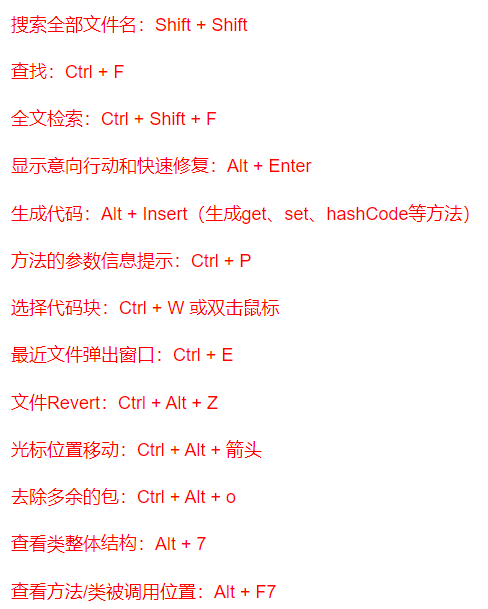 搜索全部文件名：Shift + Shift
查找：Ctrl + F
全文检索：Ctrl + Shift + F
显示意向行动和快速修复：Alt + Enter
生成代码：Alt + Insert（生成get、set、hashCode等方法）
方法的参数信息提示：Ctrl + P
选择代码块：Ctrl + W 或双击鼠标
最近文件弹出窗口：Ctrl + E
文件Revert：Ctrl + Alt + Z
光标位置移动：Ctrl + Alt + 箭头
去除多余的包：Ctrl + Alt + o
查看类整体结构：Alt + 7
查看方法/类被调用位置：Alt + F7